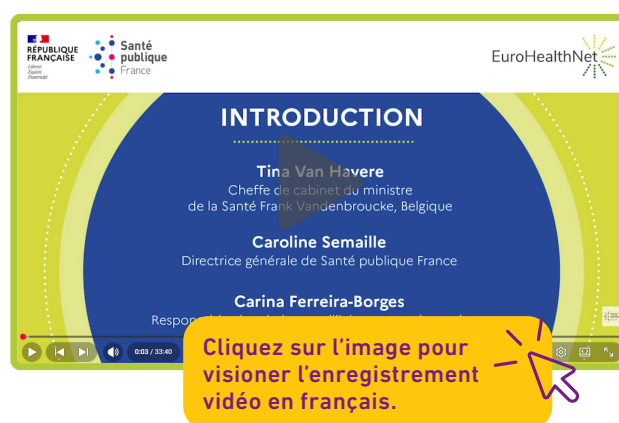 RÉPUBLIQUE
FRANÇAISE
Liberté
Égalité
Fraternité
Santé
publique
France
EuroHealthNet
INTRODUCTION
Tina Van Havere
Cheffe de cabinet du ministre
de la Santé Frank Vandenbroucke, Belgique
Caroline Semaille
Directrice générale de Santé publique France
Carina Ferreira-Borges
0:03 / 33:40
Cliquez sur l’image pour
visioner l’enregistrement
vidéo en français.